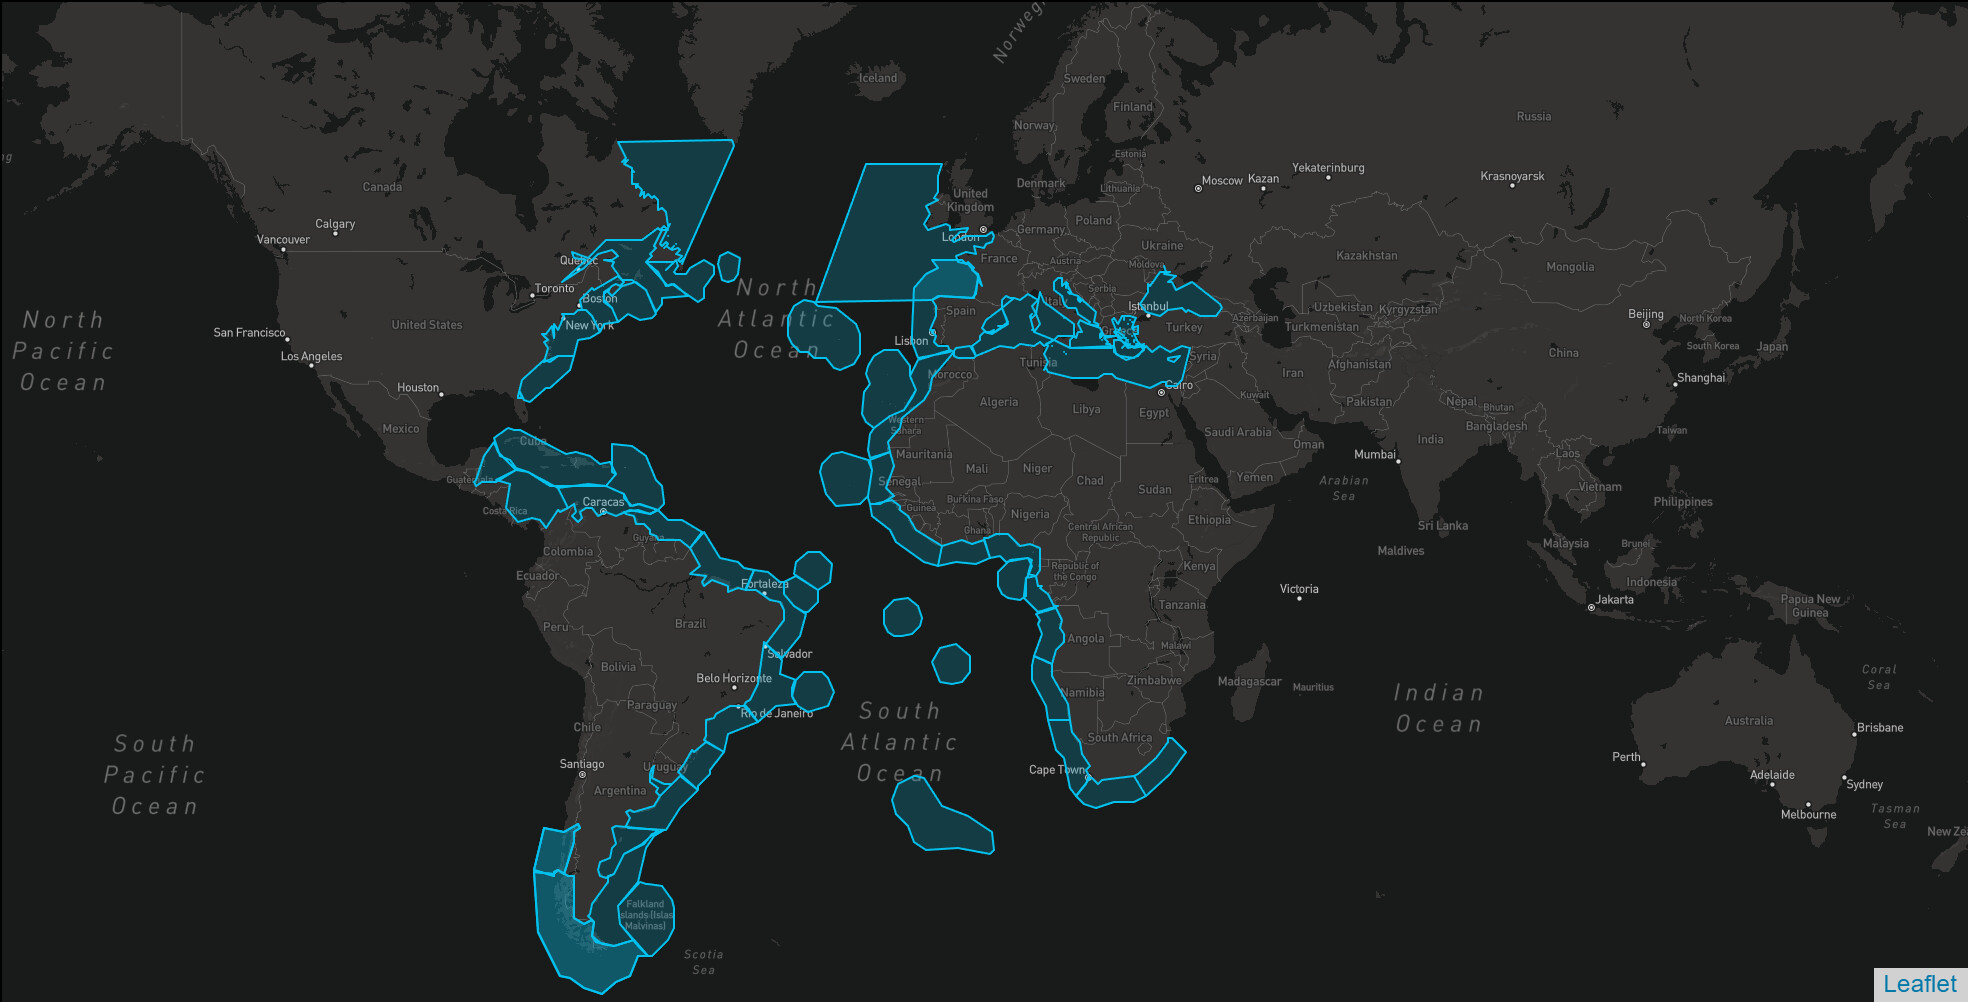 Norweg
Iceland
Sweden
Finland
Norway
Russia
ng
Estonia
Canada
United
Kingdom
Denmark
Lithuania
Moscow
Kazan
Yekaterinburg
Krasnoyarsk
Calgary
Vancouver
London
Germany
Poland
Ukraine
Quebec
France
Austria
Moldova
Kazakhstan
Mongolia
Toronto
Boston
North
Atlantic
Ocean
Serbia
Italy
Istanbul
Uzbekistan
Kyrgyzstan
North
Pacific
Ocean
San Francisco
United States
New York
Spain
Lisbon
Greece
Turkey
Azerbaijan
Turkmenistan
Beijing
North Korea
South Korea
Japan
Los Angeles
Tunisia
Syria
China
Morocco
Iran
Afghanistan
Houston
Cairo
Shanghai
Algeria
Libya
Egypt
Kuwait
Pakistan
Nepal
Bhutan
Mexico
Cuba
Western
Sahara
Saudi Arabia
Oman
India
Bangladesh
Taiwan
Mauritania
Mali
Niger
Mumbai
Laos
Guatemala
Senegal
Chad
Sudan
Eritrea
Yemen
Arabian
Sea
Vietnam
Philippines
Costa Rica
Caracas
Burkina Faso
Guinea
Nigeria
Ghana
Central African
Republic
Ethiopia
Sri Lanka
Guyana
Colombia
Maldives
Malaysia
Brunei
Ecuador
Republic of
the Congo
Kenya
Fortaleza
Victoria
Indonesia
Jakarta
Papua New
Guinea
Peru
Brazil
Tanzania
Angola
Malawi
Salvador
Bolivia
Belo Horizonte
Zimbabwe
Namibia
Madagascar
Mauritius
Indian
Ocean
Coral
Sea
Paraguay
Rio de Janeiro
South
Atlantic
Ocean
South
Pacific
Ocean
Chile
South Africa
Australia
Brisbane
Santiago
Uruguay
Cape Town
Perth
Adelaide
Sydney
Argentina
Melbourne
Tasman
Sea
New Zea
Falkland
Islands (Islas
Malvinas)
Scotia
Sea
Leaflet